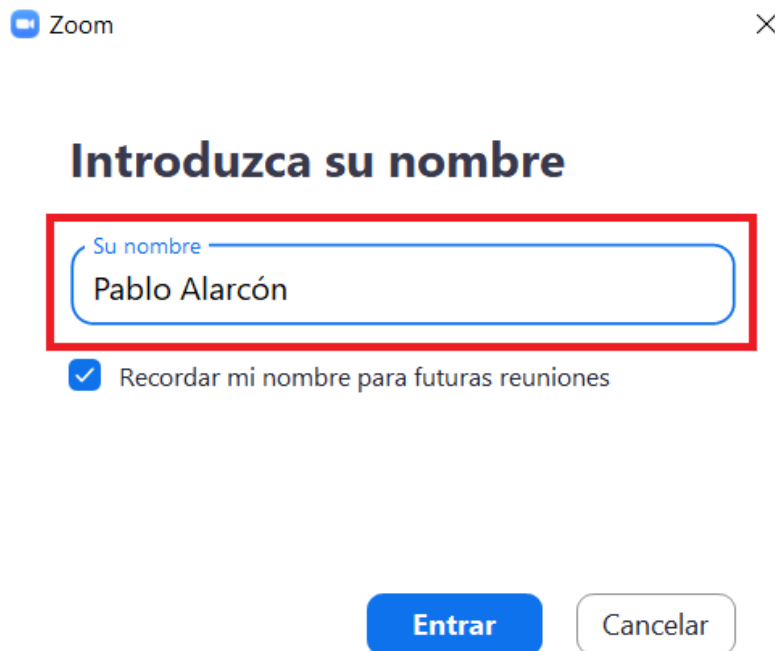 Zoom
Introduzca su nombre
Su nombre
Pablo Alarcón
Recordar mi nombre para futuras reuniones
Entrar Cancelar